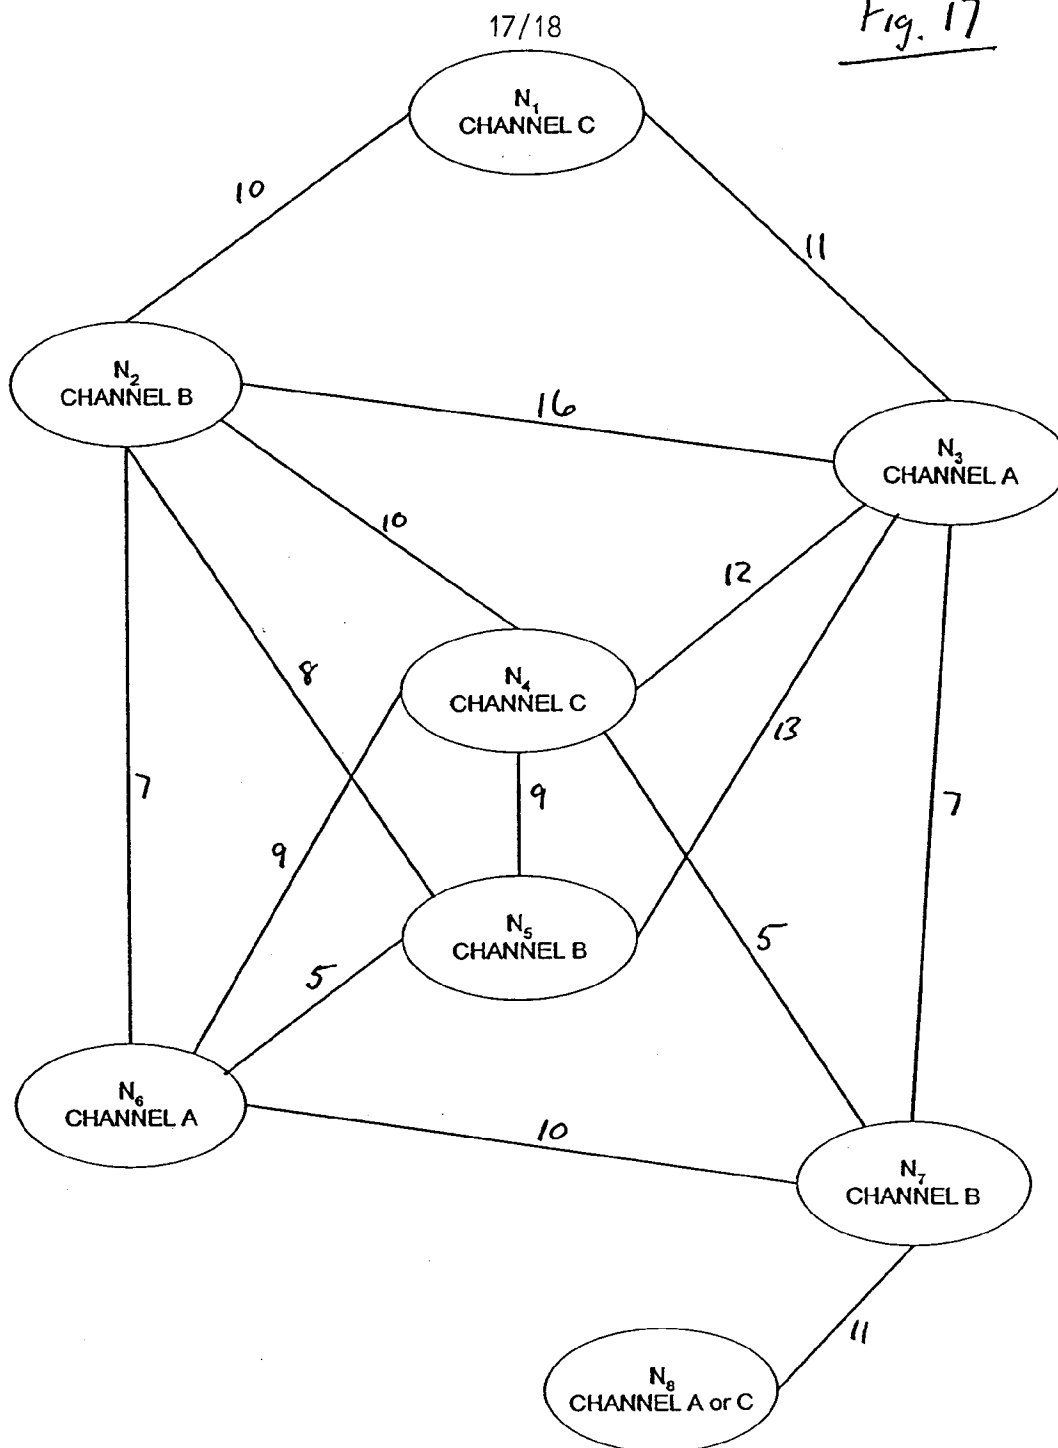 17/18
Fig. 17
N₁
CHANNEL C
10
11
N₂
CHANNEL B
16
N₃
CHANNEL A
10
12
8
N₄
CHANNEL C
13
7
9
7
9
N₅
CHANNEL B
5
5
N₆
CHANNEL A
10
N₇
CHANNEL B
11
N₈
CHANNEL A or C